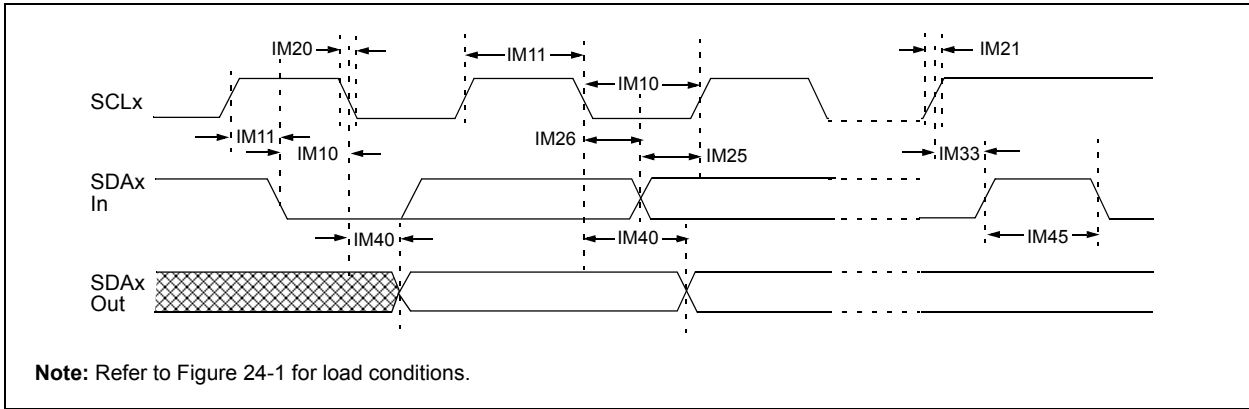 IM20
IM11
IM21
IM10
SCLx
IM11
IM26
IM10
IM25
IM33
SDAx
In
IM40
IM40
IM45
SDAx
Out
Note: Refer to Figure 24-1 for load conditions.